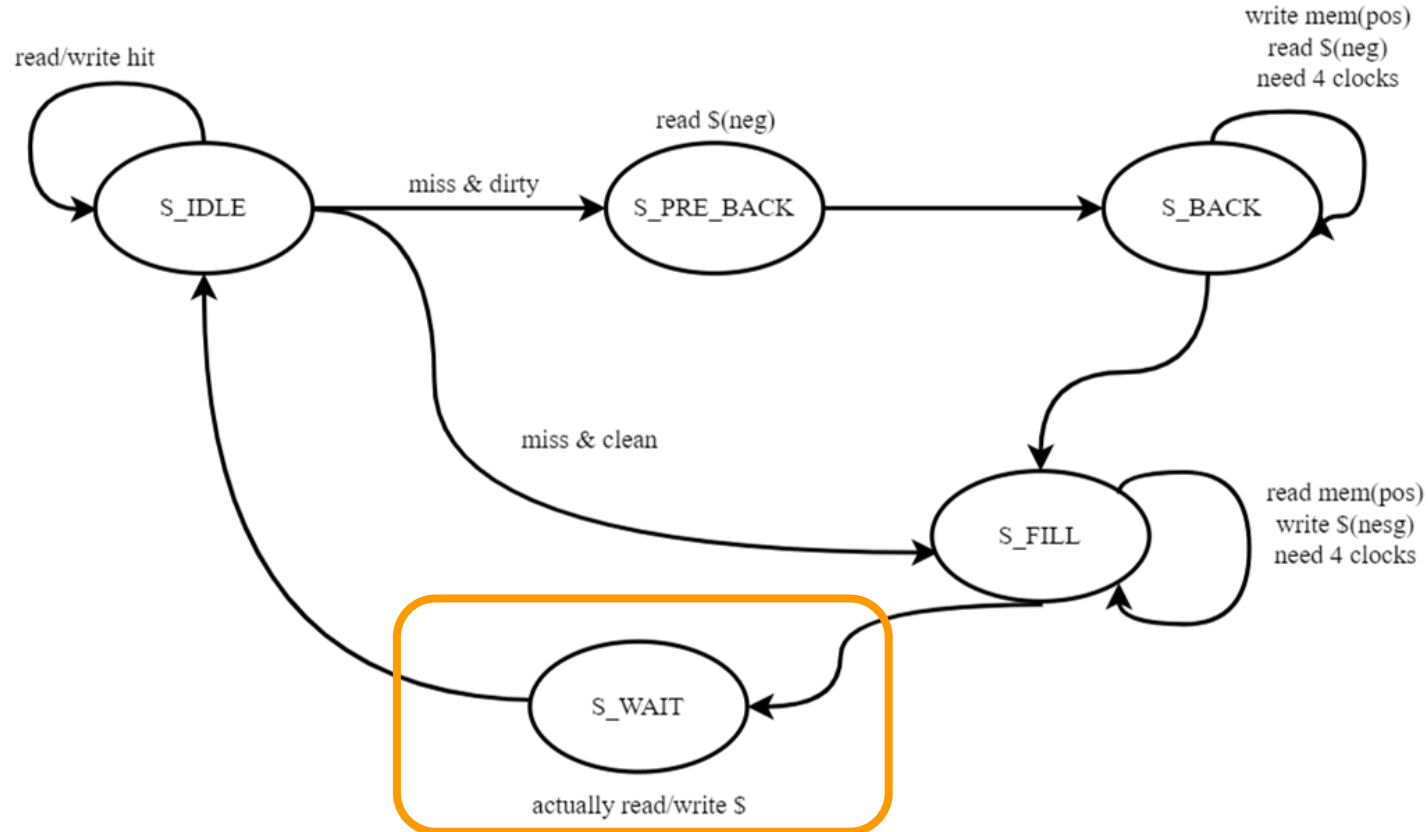 write mem(pos)
read $(neg)
need 4 clocks
read/write hit
read $(neg)
miss & dirty
S_IDLE
S_PRE_BACK
S_BACK
miss & clean
read mem(pos)
write $(nesg)
need 4 clocks
S_FILL
S_WAIT
actually read/write $